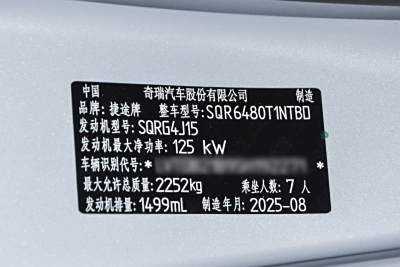 中国 奇瑞汽车股份有限公司 制造
品牌：捷途牌 整车型号：SQR6480T1NTBD
发动机型号：SQRG4J15
发动机最大净功率：125 kW
车辆识别代号：* *
最大允许总质量：2252kg 乘坐人数：7 人
发动机排量：1499mL 制造年月：2025-08